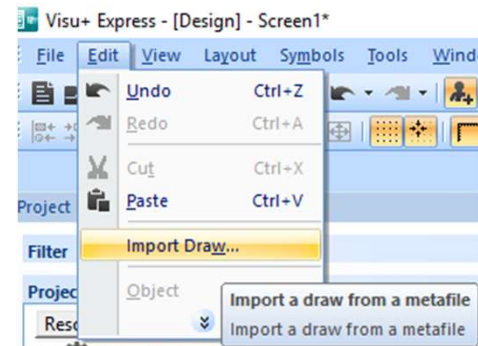 Visu+ Express - [Design] - Screen1*
File Edit View Layout Symbols Tools
Undo Ctrl+Z
Redo Ctrl+A
Cut Ctrl+X
Project
Paste Ctrl+V
Filter
Import Draw...
Object
Import a draw from a metafile
Import a draw from a metafile